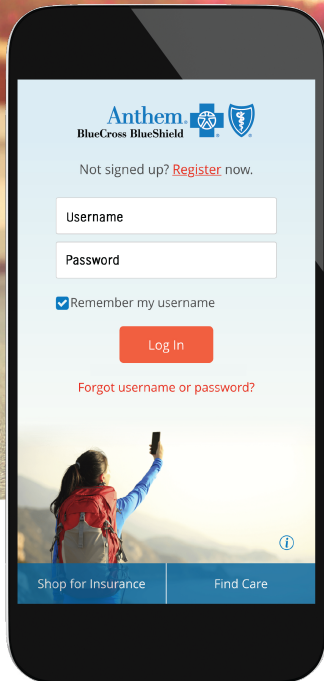 Anthem.
BlueCross BlueShield
Not signed up? Register now.
Username
Password
Remember my username
Log In
Forgot username or password?
Shop for Insurance
Find Care